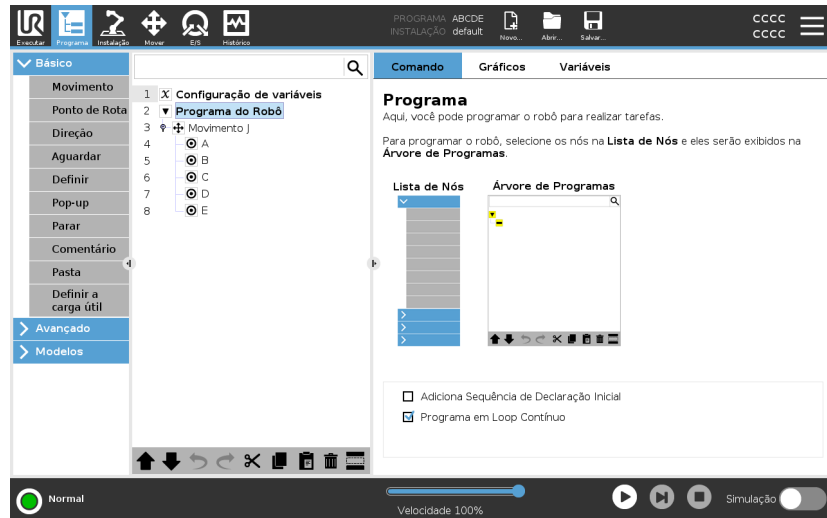 PROGRAMA ABCDE
INSTALAÇÃO default
cccc
cccc
Executar
Programa
Instalação
Mover
E/S
Histórico
Novo...
Abrir...
Salvar...
Básico
Movimento
Ponto de Rota
Direção
Aguardar
Definir
Pop-up
Parar
Comentário
Pasta
Definir a
carga útil
Avançado
Modelos
1 X Configuração de variáveis
2 Programa do Robô
3 Movimento J
4 A
5 B
6 C
7 D
8 E
Comando Gráficos Variáveis
Programa
Aqui, você pode programar o robô para realizar tarefas.
Para programar o robô, selecione os nós na Lista de Nós e eles serão exibidos na
Árvore de Programas.
Lista de Nós Árvore de Programas
Adiciona Sequência de Declaração Inicial
Programa em Loop Contínuo
Normal
Velocidade 100%
Simulação